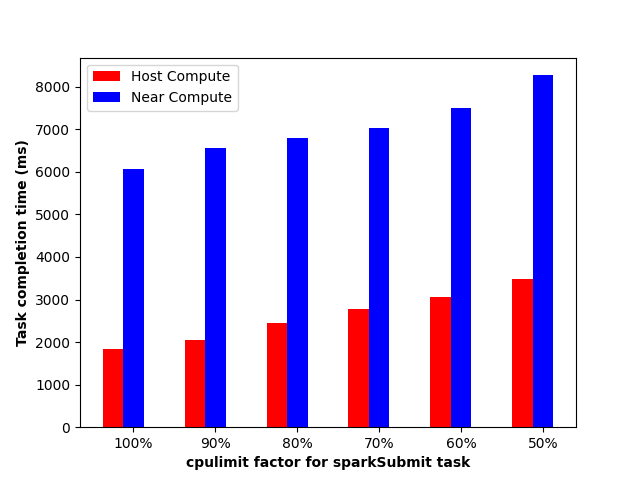 Host Compute
Near Compute
8000
7000
6000
5000
4000
3000
2000
1000
0
Task completion time (ms)
100% 90% 80% 70% 60% 50%
cpulimit factor for sparkSubmit task